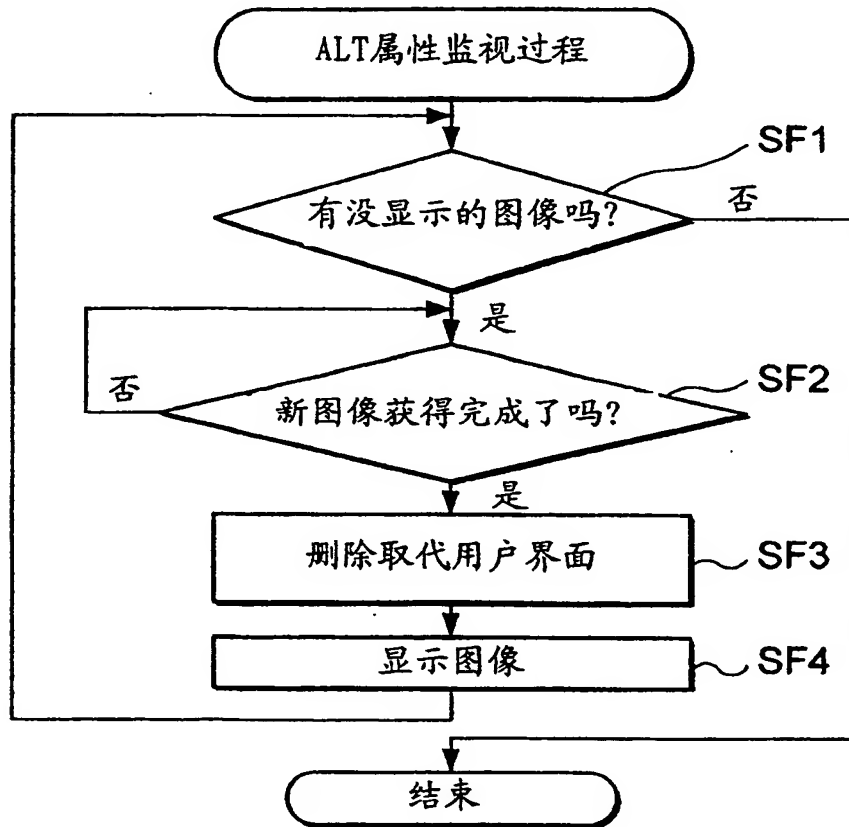 ALT属性监视过程
SF1
有没显示的图像吗?
否
是
SF2
否
新图像获得完成了吗?
是
删除取代用户界面
SF3
显示图像
SF4
结束